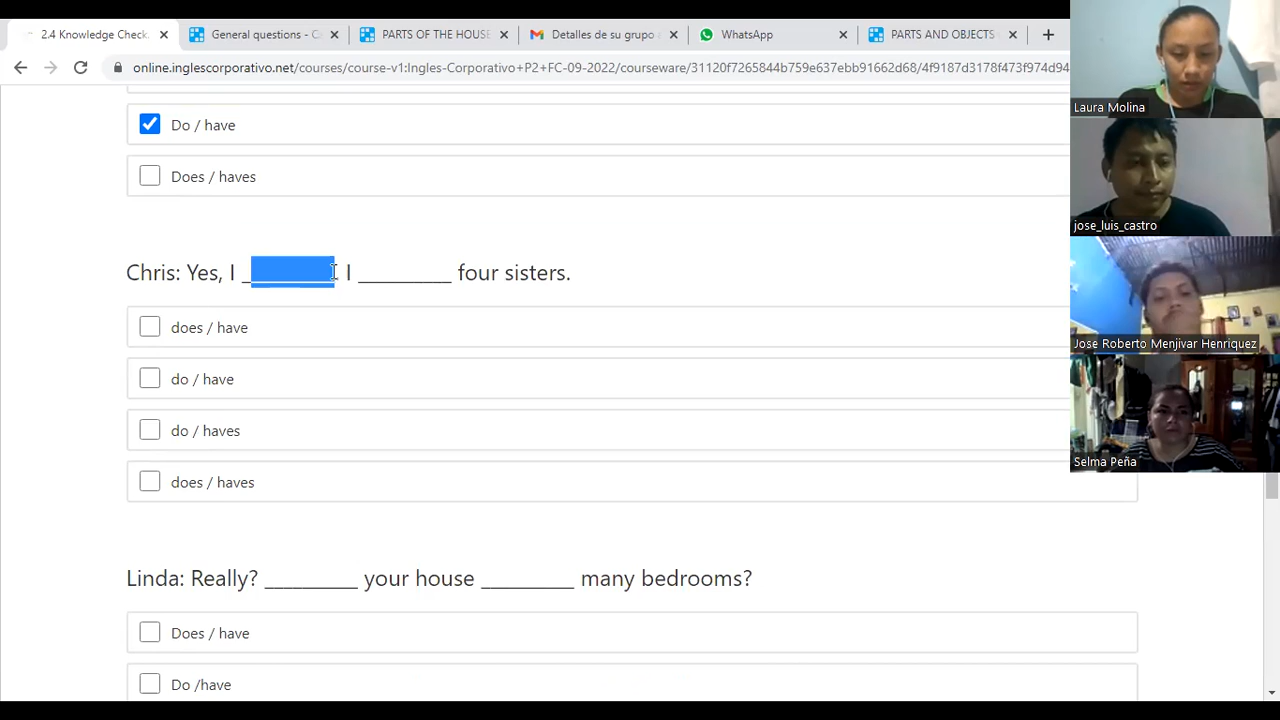 2.4 Knowledge Check.
General questions - C
PARTS OF THE HOUSE
Detalles de su grupo
WhatsApp
PARTS AND OBJECTS
online.inglescorporativo.net/courses/course-v1:Ingles-Corporativo+P2+FC-09-2022/courseware/31120f7265844b759e637ebb91662d68/4f9187d3178f473f974d94
Laura Molina
jose_luis_castro
Jose Roberto Menjivar Henriquez
Selma Peña
Do / have
Does / haves
Chris: Yes, I _________. I _________ four sisters.
does / have
do / have
do / haves
does / haves
Linda: Really? _________ your house _________ many bedrooms?
Does / have
Do /have